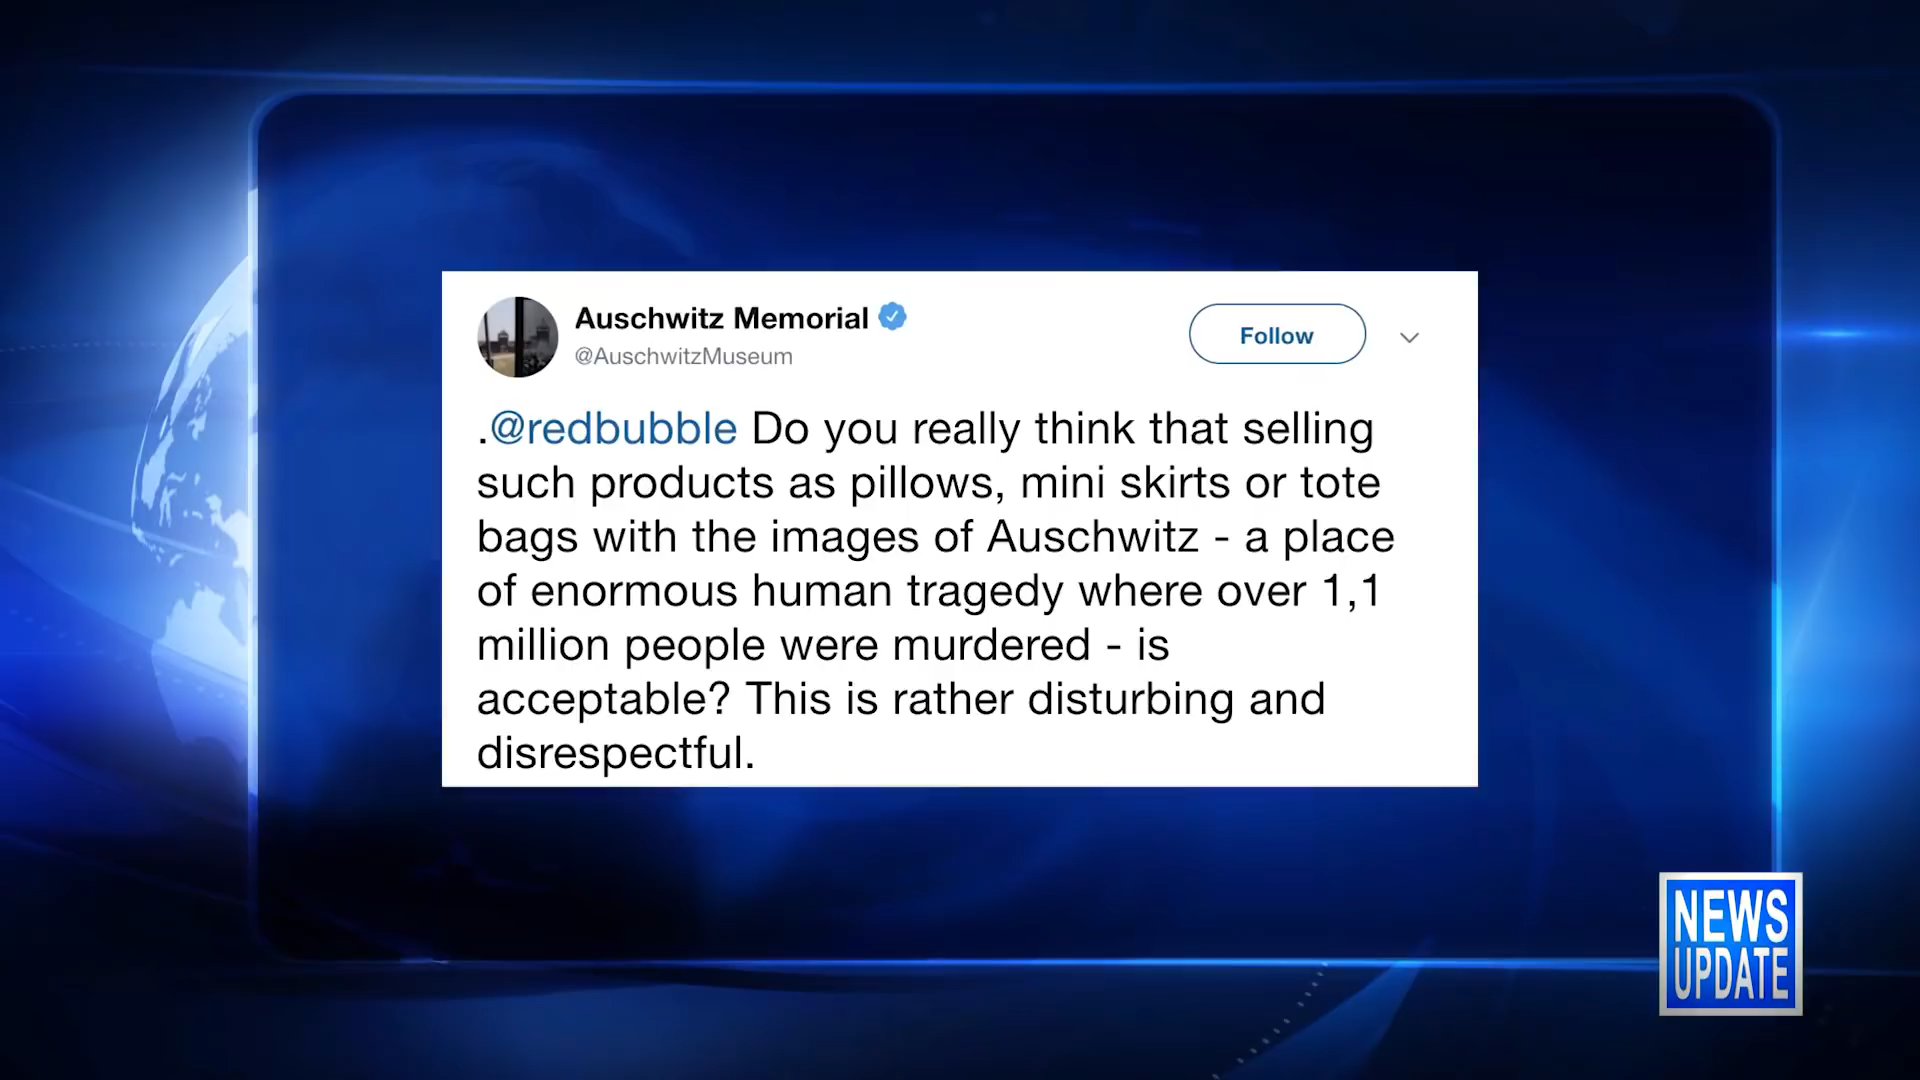 Auschwitz Memorial
@AuschwitzMuseum
Follow
.@redbubble Do you really think that selling
such products as pillows, mini skirts or tote
bags with the images of Auschwitz - a place
of enormous human tragedy where over 1,1
million people were murdered - is
acceptable? This is rather disturbing and
disrespectful.
NEWS
UPDATE